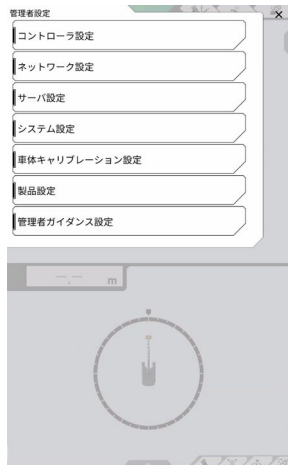 管理者設定
×
コントローラ設定
ネットワーク設定
サーバ設定
システム設定
車体キャリブレーション設定
製品設定
管理者ガイダンス設定
--.-- m